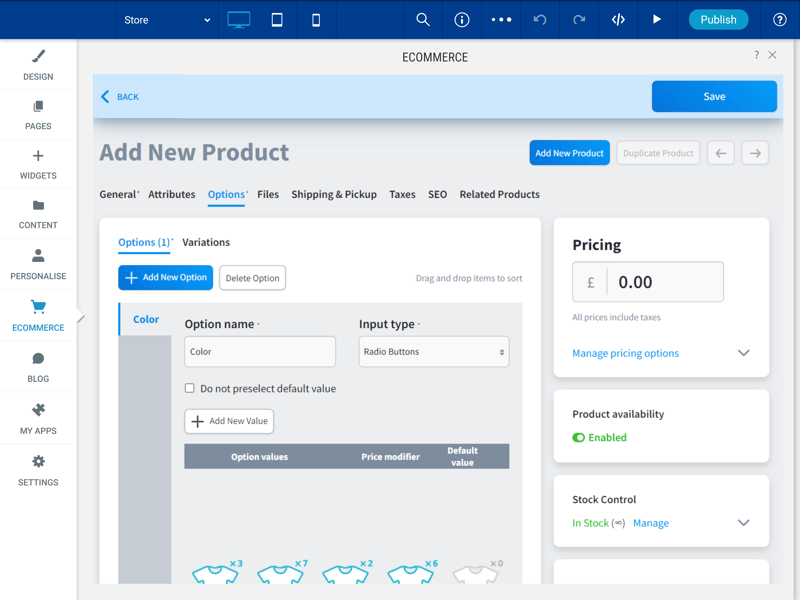 Store
Publish
ECOMMERCE
DESIGN
PAGES
WIDGETS
CONTENT
PERSONALISE
ECOMMERCE
BLOG
MY APPS
SETTINGS
BACK
Save
Add New Product
Add New Product
Duplicate Product
General* Attributes Options* Files Shipping & Pickup Taxes SEO Related Products
Options (1)* Variations
Add New Option
Delete Option
Drag and drop items to sort
Color
Option name
Input type
Color
Radio Buttons
Do not preselect default value
Add New Value
Option values
Price modifier
Default
value
×3 ×7 ×2 ×6 ×0
Pricing
£ 0.00
All prices include taxes
Manage pricing options
Product availability
Enabled
Stock Control
In Stock (∞) Manage